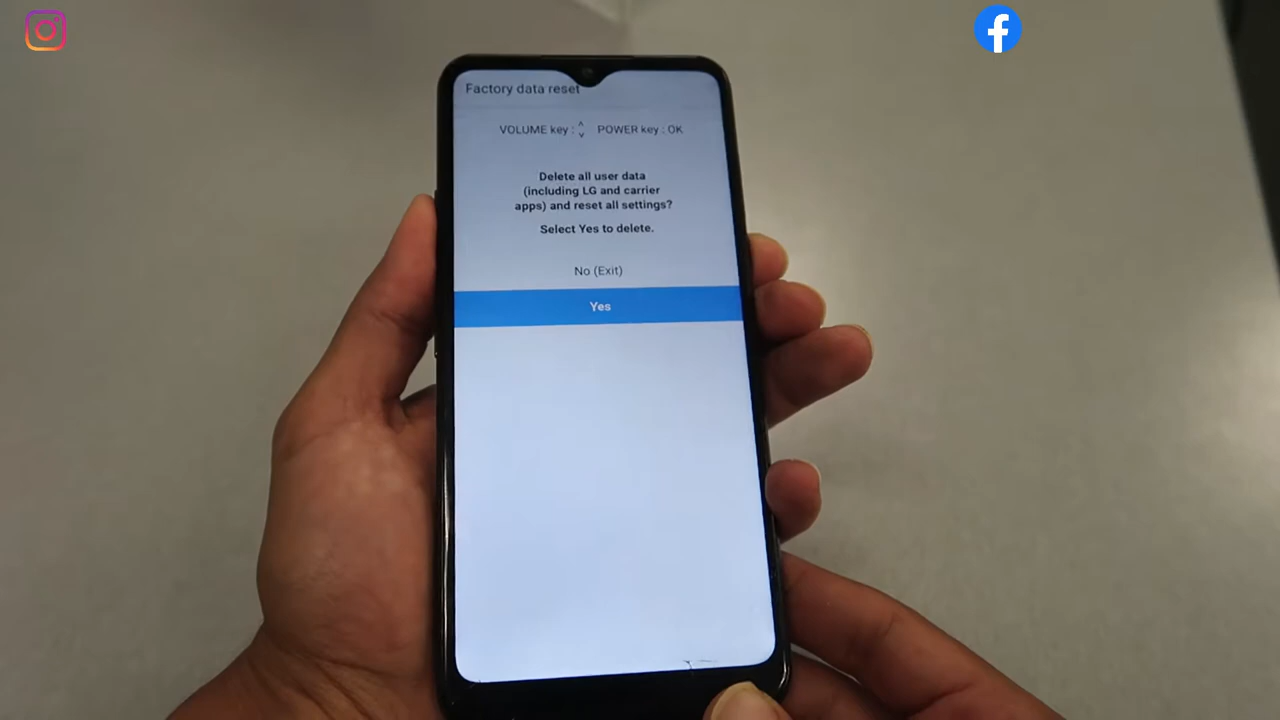 Factory data reset
VOLUME key : POWER key : OK
Delete all user data
(including LG and carrier
apps) and reset all settings?
Select Yes to delete.
No (Exit)
Yes